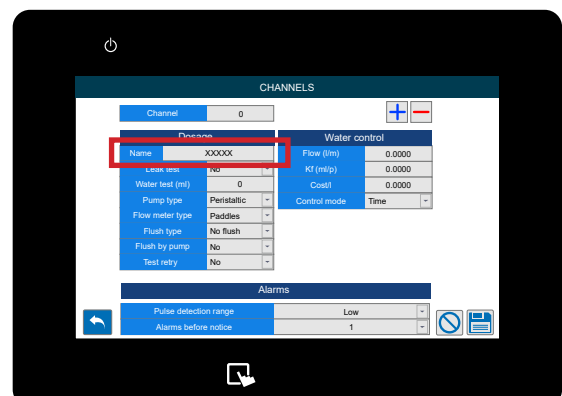 CHANNELS
Channel 0
Dosage
Name XXXXX
Leak test No
Water test (ml) 0
Pump type Peristaltic
Flow meter type Paddles
Flush type No flush
Flush by pump No
Test retry No
Water control
Flow (l/m) 0.0000
Kf (ml/p) 0.0000
Cost/l 0.0000
Control mode Time
Alarms
Pulse detection range Low
Alarms before notice 1